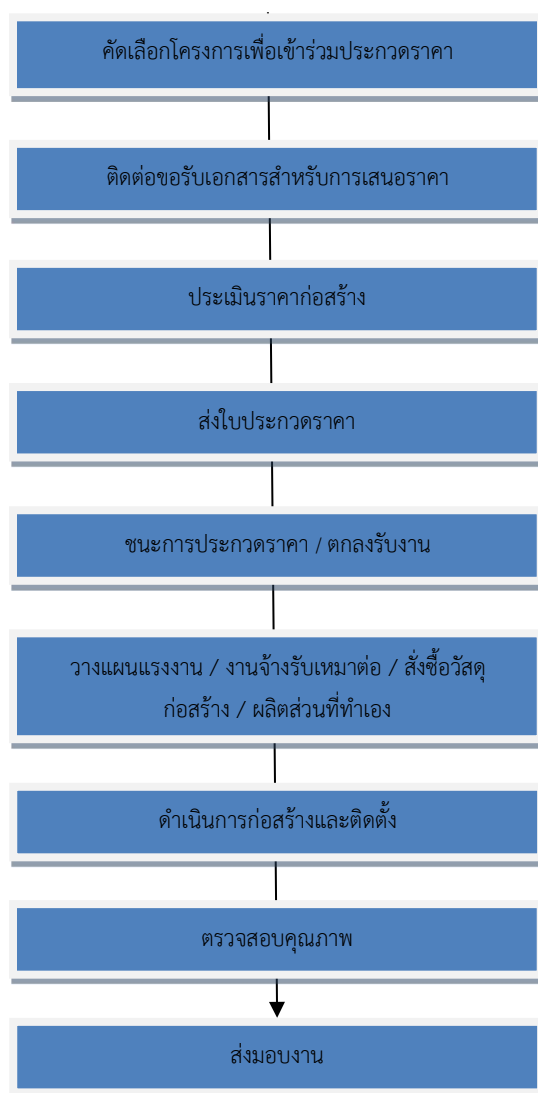 คัดเลือกโครงการเพื่อเข้าร่วมประกวดราคา
ติดต่อขอรับเอกสารสำหรับการเสนอราคา
ประเมินราคาก่อสร้าง
ส่งใบประกวดราคา
ชนะการประกวดราคา / ตกลงรับงาน
วางแผนแรงงาน / งานจ้างรับเหมาต่อ / สั่งซื้อวัสดุ
ก่อสร้าง / ผลิตส่วนที่ทำเอง
ดำเนินการก่อสร้างและติดตั้ง
ตรวจสอบคุณภาพ
ส่งมอบงาน